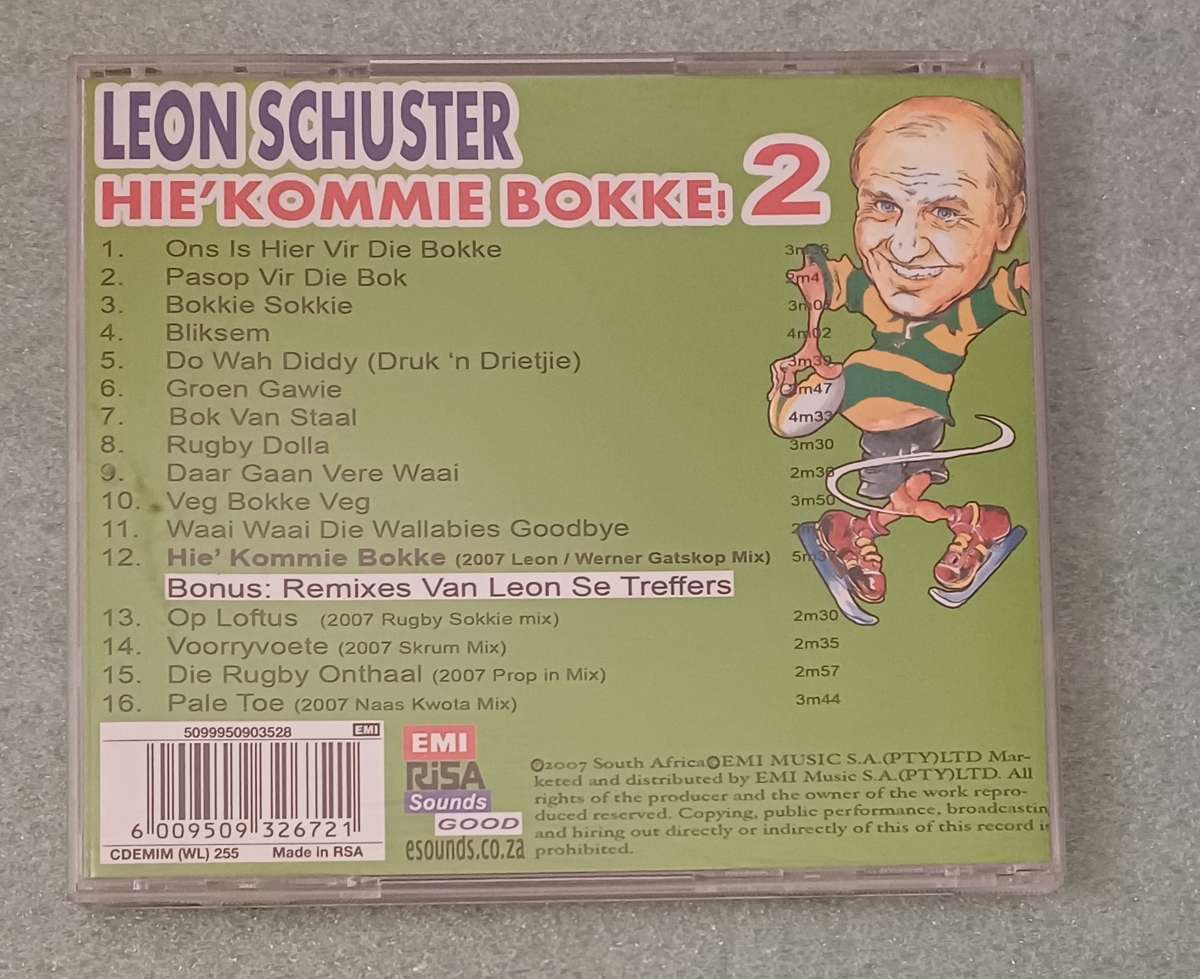 LEON SCHUSTER
HIE'KOMMIE BOKKE! 2
1. Ons Is Hier Vir Die Bokke
2. Pasop Vir Die Bok
3. Bokkie Sokkie
4. Bliksem 4m02
5. Do Wah Diddy (Druk ‘n Drietjie) 3m39
6. Groen Gawie
7. Bok Van Staal 4m33
8. Rugby Dolla 3m30
9. Daar Gaan Vere Waai
10. Veg Bokke Veg 3m50
11. Waai Waai Die Wallabies Goodbye
12. Hie' Kommie Bokke (2007 Leon / Werner Gatskop Mix)
Bonus: Remixes Van Leon Se Treffers
13. Op Loftus (2007 Rugby Sokkie mix) 2m30
14. Voorryvoete (2007 Skrum Mix) 2m35
15. Die Rugby Onthaal (2007 Prop in Mix) 2m57
16. Pale Toe (2007 Naas Kwota Mix) 3m44
5099950903528 EMI
6 009509 326721
CDEMIM (WL) 255 Made in RSA
EMI
RiSA
Sounds
GOOD
esounds.co.za
℗2007 South Africa©EMI MUSIC S.A.(PTY)LTD Mar-
keted and distributed by EMI Music S.A.(PTY)LTD. All
rights of the producer and the owner of the work repro-
duced reserved. Copying, public performance, broadcastin
and hiring out directly or indirectly of this of this record is
prohibited.